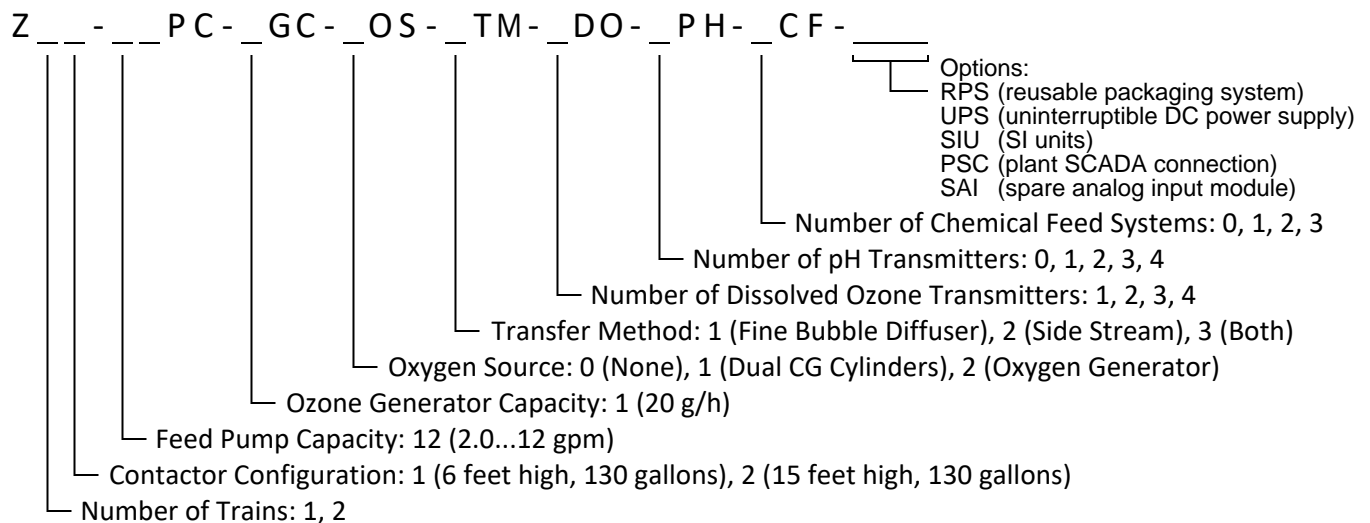 Z _ _ - _ _ P C - _ G C - _ O S - _ T M - _ D O - _ P H - _ C F - ____
Options:
RPS (reusable packaging system)
UPS (uninterruptible DC power supply)
SIU (SI units)
PSC (plant SCADA connection)
SAI (spare analog input module)
Number of Chemical Feed Systems: 0, 1, 2, 3
Number of pH Transmitters: 0, 1, 2, 3, 4
Number of Dissolved Ozone Transmitters: 1, 2, 3, 4
Transfer Method: 1 (Fine Bubble Diffuser), 2 (Side Stream), 3 (Both)
Oxygen Source: 0 (None), 1 (Dual CG Cylinders), 2 (Oxygen Generator)
Ozone Generator Capacity: 1 (20 g/h)
Feed Pump Capacity: 12 (2.0...12 gpm)
Contactor Configuration: 1 (6 feet high, 130 gallons), 2 (15 feet high, 130 gallons)
Number of Trains: 1, 2